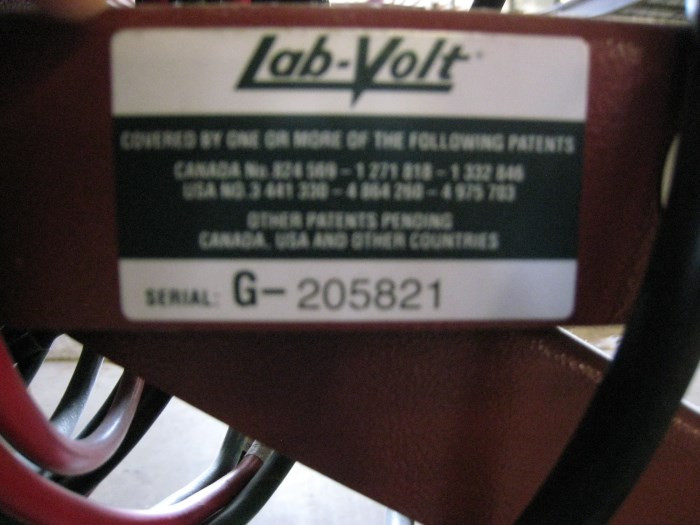 Lab-Volt
COVERED BY ONE OR MORE OF THE FOLLOWING PATENTS
CANADA No. 824 569 – 1 271 818 – 1 332 846
USA NO. 3 441 330 – 4 864 260 – 4 975 703
OTHER PATENTS PENDING
CANADA, USA AND OTHER COUNTRIES
SERIAL: G– 205821